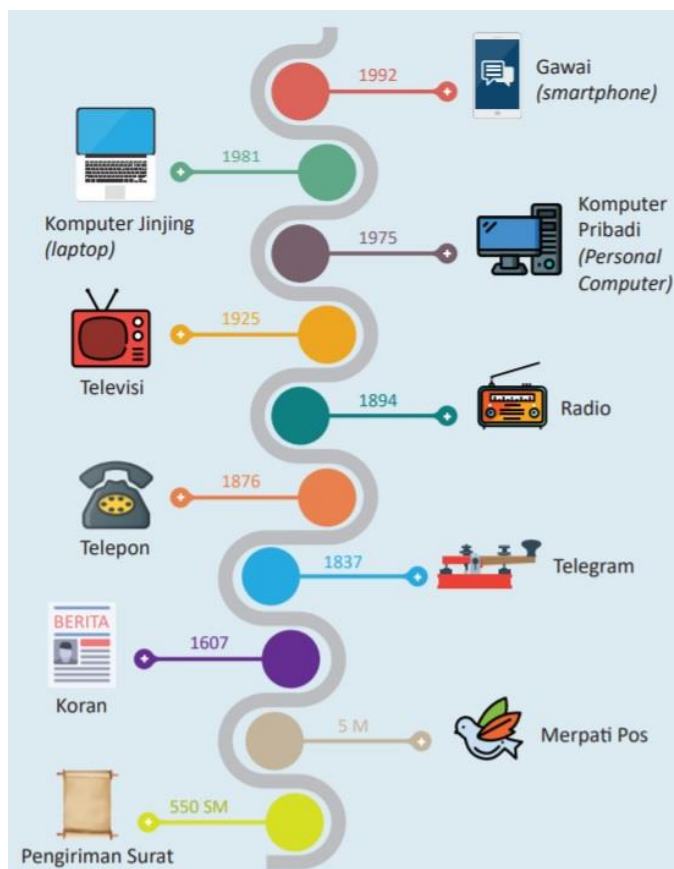 1992
Gawai
(smartphone)
1981
Komputer Jinjing
(laptop)
1975
Komputer
Pribadi
(Personal
Computer)
1925
Televisi
1894
Radio
1876
Telepon
1837
Telegram
BERITA
1607
Koran
5 M
Merpati Pos
550 SM
Pengiriman Surat